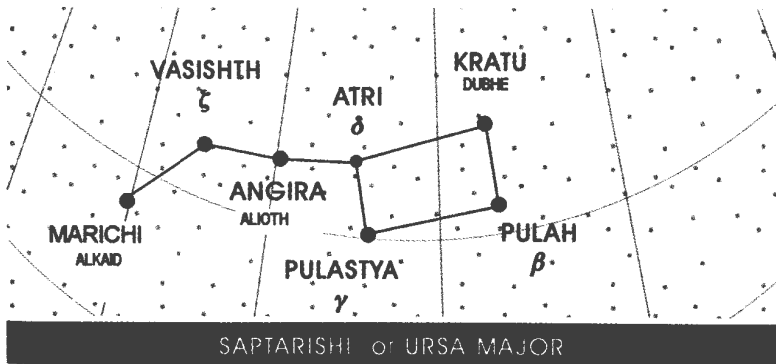 VASISHTH
ζ
ATRI
δ
KRATU
DUBHE
ANGIRA
ALIOTH
MARICHI
ALKAID
PULASTYA
γ
PULAH
β
SAPTARISHI or URSA MAJOR